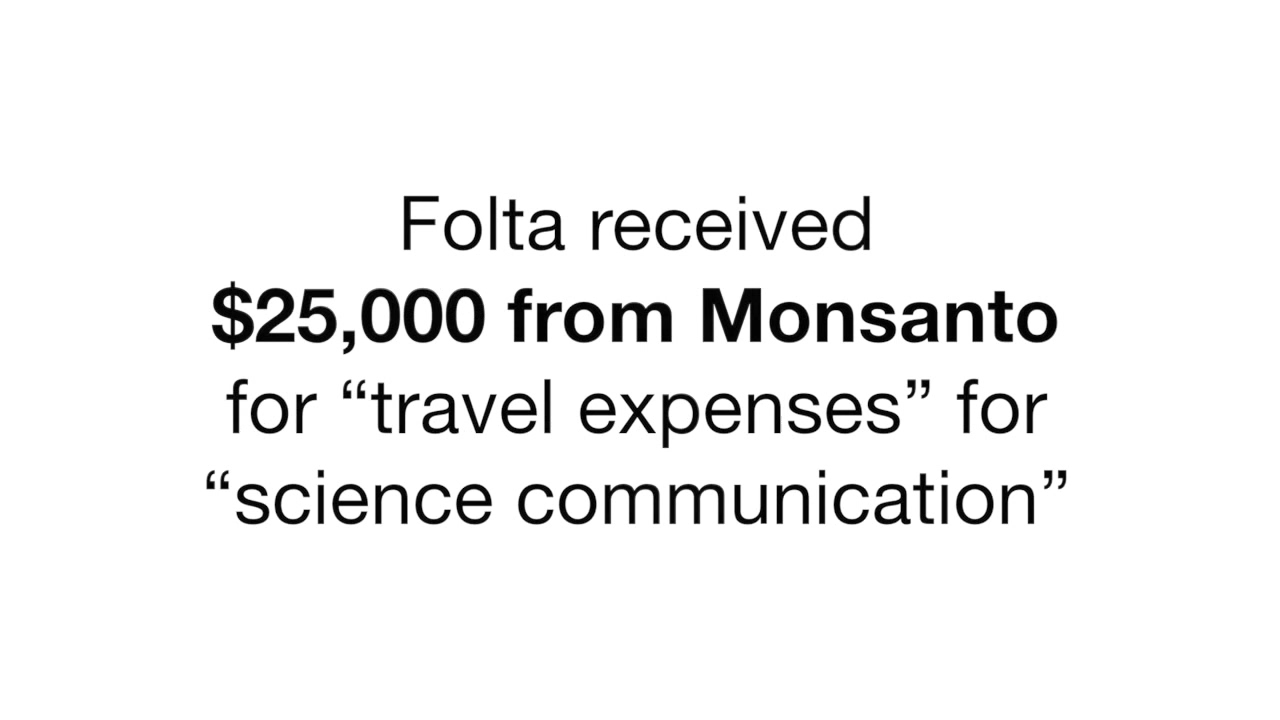 Folta received
$25,000 from Monsanto
for “travel expenses” for
“science communication”